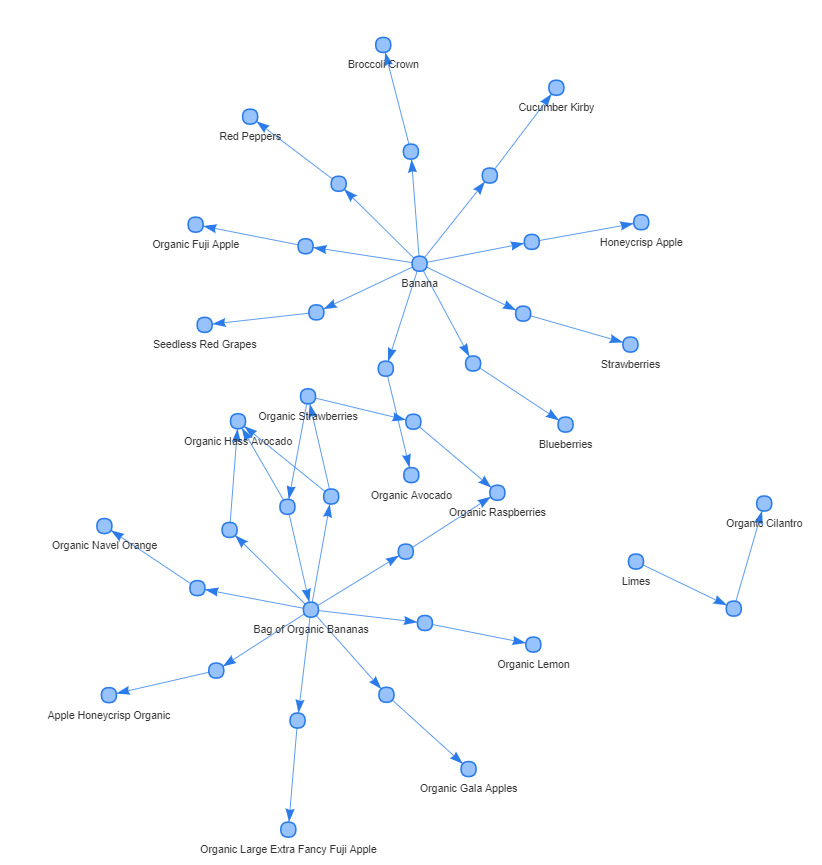 Broccoli Crown
Cucumber Kirby
Red Peppers
Organic Fuji Apple
Honeycrisp Apple
Banana
Seedless Red Grapes
Strawberries
Organic Strawberries
Organic Hass Avocado
Blueberries
Organic Avocado
Organic Raspberries
Organic Cilantro
Organic Navel Orange
Limes
Bag of Organic Bananas
Organic Lemon
Apple Honeycrisp Organic
Organic Gala Apples
Organic Large Extra Fancy Fuji Apple